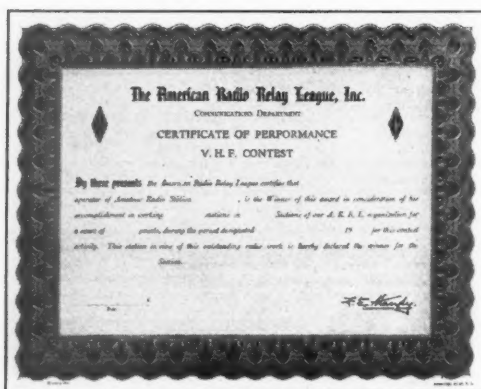 The American Radio Relay League, Inc.
COMMUNICATIONS DEPARTMENT
CERTIFICATE OF PERFORMANCE
V. H. F. CONTEST
By these presents the American Radio Relay League certifies that
operator of Amateur Radio Station , is the Winner of this award in consideration of his
accomplishment in working stations in Sections of our A. R. R. L. organization for
a score of points, during the period designated 19 for this contest
activity. This station in view of this outstanding radio work is hereby declared the winner for the
Section.